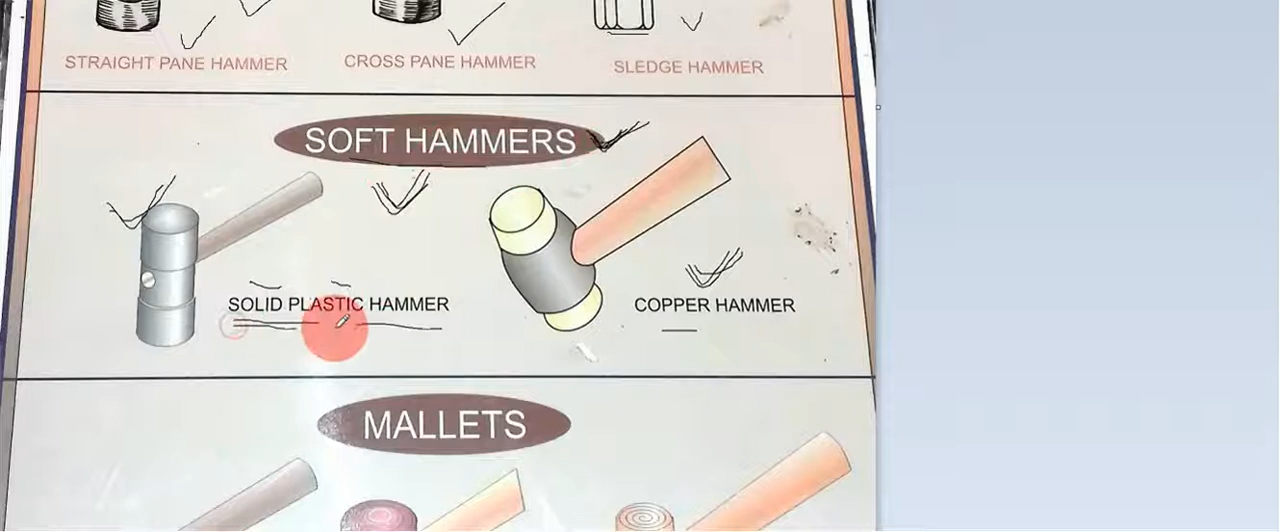 STRAIGHT PANE HAMMER
CROSS PANE HAMMER
SLEDGE HAMMER
SOFT HAMMERS
SOLID PLASTIC HAMMER
COPPER HAMMER
MALLETS